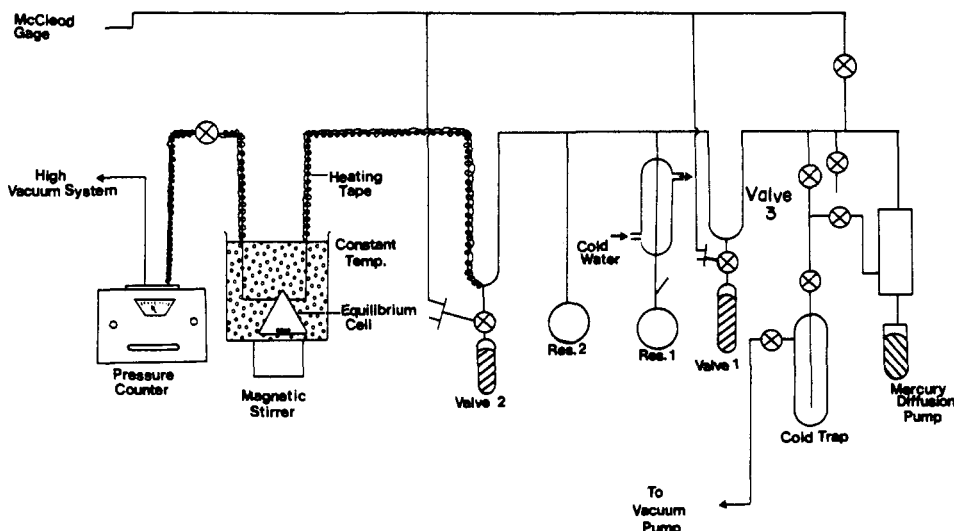 McCleod
Gage
High
Vacuum System
Heating
Tape
Constant
Temp.
Equilibrium
Cell
Cold
Water
Valve
3
Pressure
Counter
Magnetic
Stirrer
Valve 2
Res. 2
Res. 1
Valve 1
Cold Trap
Mercury
Diffusion
Pump
To
Vacuum
Pump